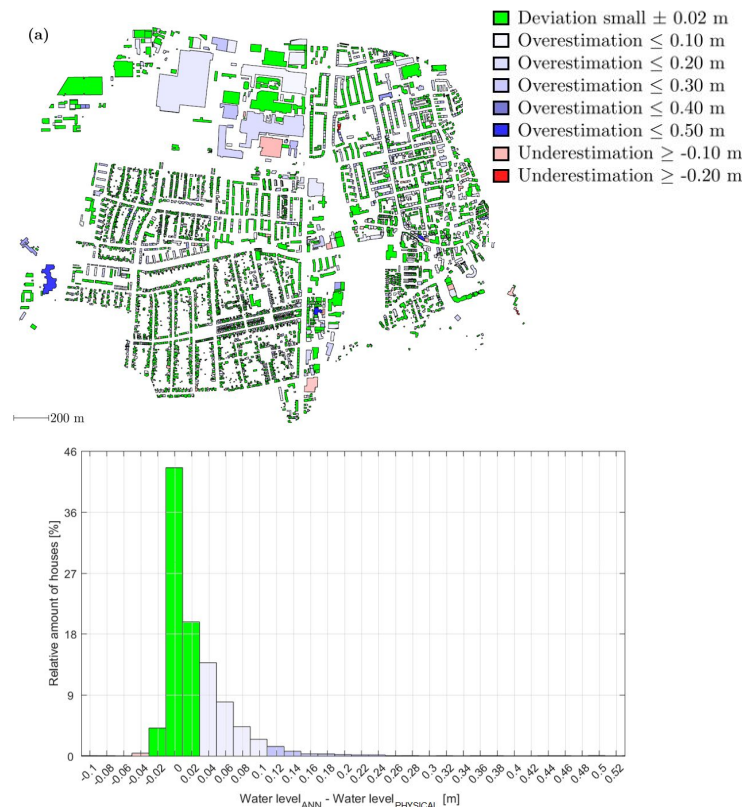 (a)
Deviation small ± 0.02 m
Overestimation ≤ 0.10 m
Overestimation ≤ 0.20 m
Overestimation ≤ 0.30 m
Overestimation ≤ 0.40 m
Overestimation ≤ 0.50 m
Underestimation ≥ -0.10 m
Underestimation ≥ -0.20 m
200 m
46
36
27
18
9
0
Relative amount of houses [%]
-0.1 -0.08 -0.06 -0.04 -0.02 0 0.02 0.04 0.06 0.08 0.1 0.12 0.14 0.16 0.18 0.2 0.22 0.24 0.26 0.28 0.3 0.32 0.34 0.36 0.38 0.4 0.42 0.44 0.46 0.48 0.5 0.52
Water level_ANN - Water level_PHYSICAL [m]